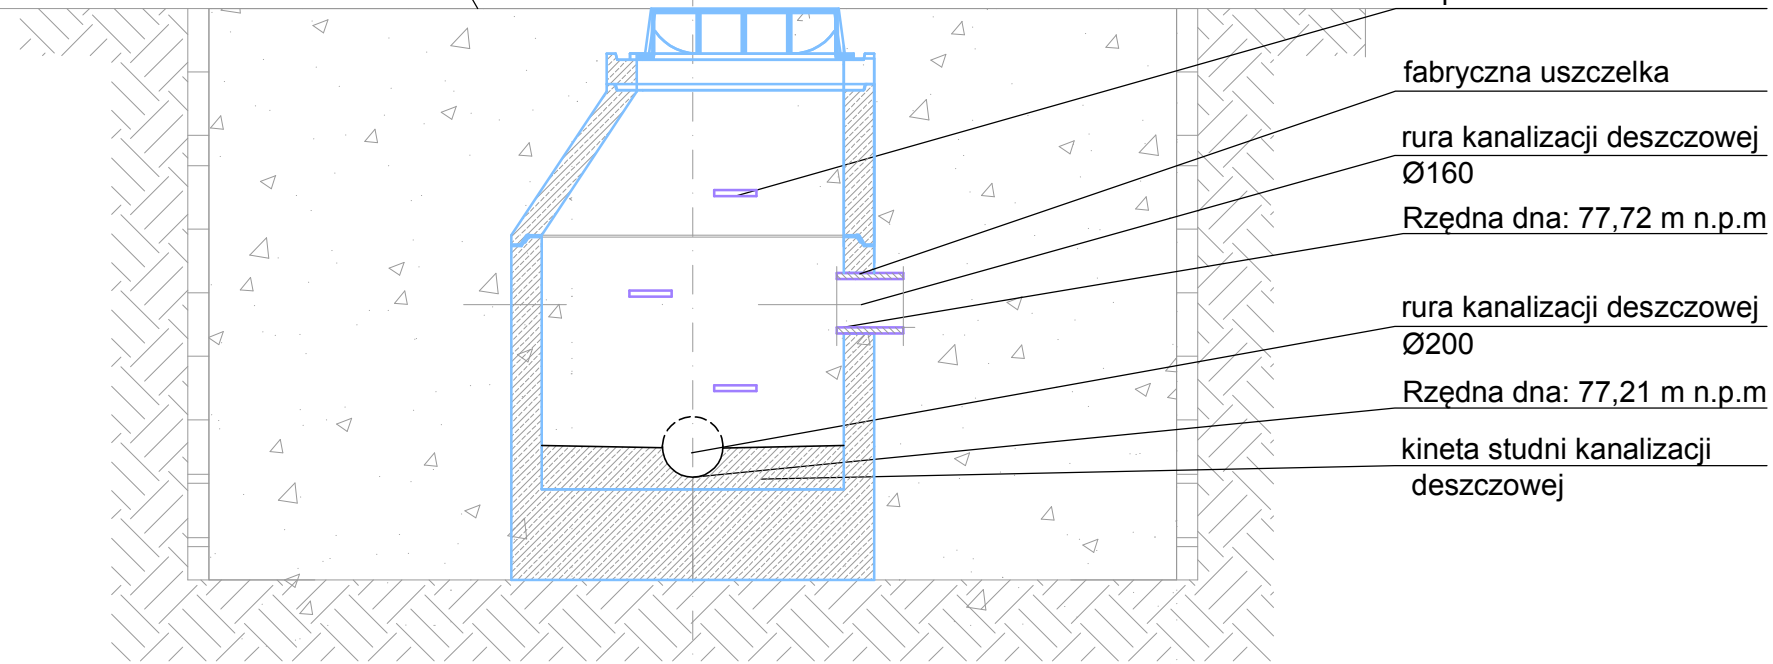 fabryczna uszczelka
rura kanalizacji deszczowej
Ø160
Rzędna dna: 77,72 m n.p.m
rura kanalizacji deszczowej
Ø200
Rzędna dna: 77,21 m n.p.m
kineta studni kanalizacji
deszczowej